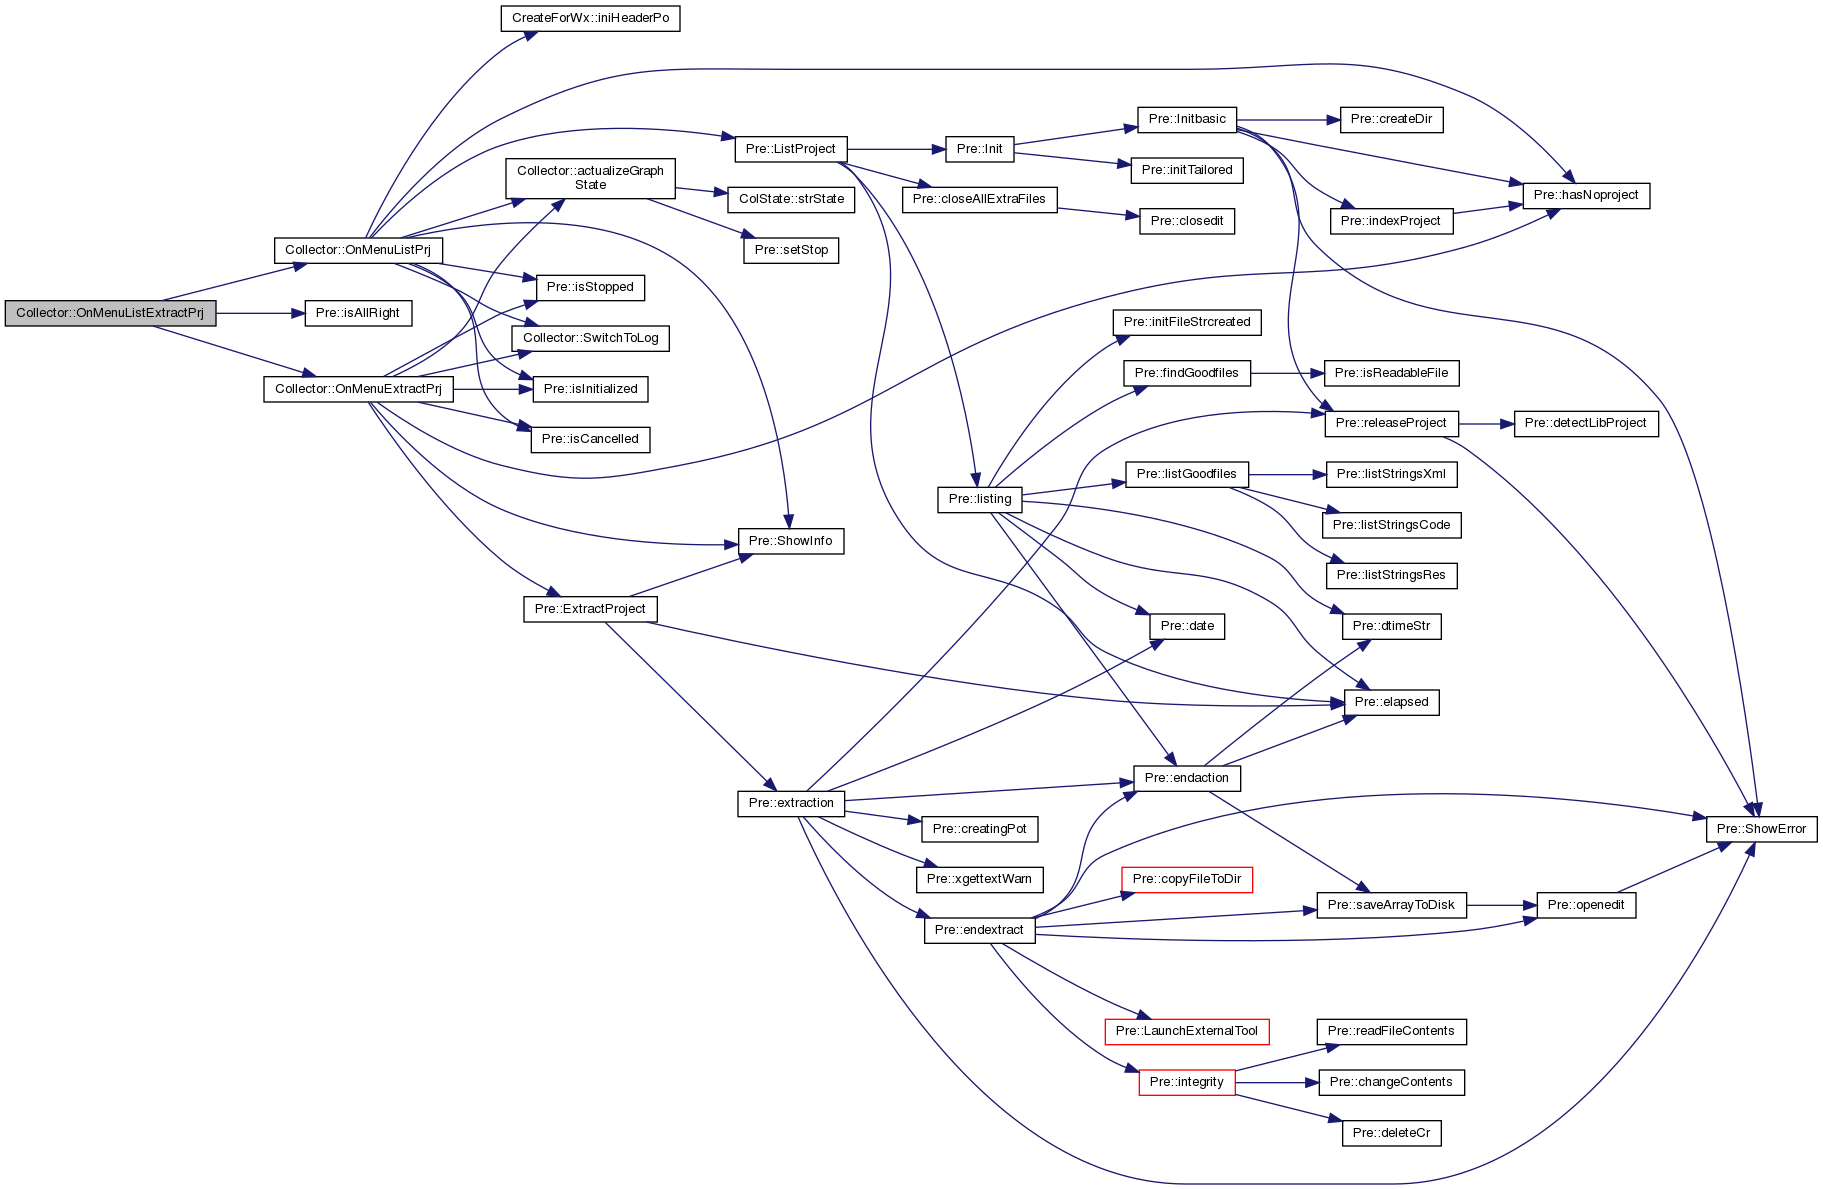 CreateForWx::iniHeaderPo
Pre::Initbasic
Pre::createDir
Pre::ListProject
Pre::Init
Pre::initTailored
Collector::actualizeGraph
State
ColState::strState
Pre::closeAllExtraFiles
Pre::closedit
Pre::indexProject
Pre::hasNoproject
Collector::OnMenuListPrj
Pre::setStop
Pre::isStopped
Collector::OnMenuListExtractPrj
Pre::isAllRight
Collector::SwitchToLog
Pre::initFileStrcreated
Pre::findGoodfiles
Pre::isReadableFile
Collector::OnMenuExtractPrj
Pre::isInitialized
Pre::releaseProject
Pre::detectLibProject
Pre::isCancelled
Pre::listGoodfiles
Pre::listStringsXml
Pre::listing
Pre::listStringsCode
Pre::ShowInfo
Pre::listStringsRes
Pre::ExtractProject
Pre::date
Pre::dtimeStr
Pre::elapsed
Pre::endaction
Pre::extraction
Pre::creatingPot
Pre::ShowError
Pre::xgettextWarn
Pre::copyFileToDir
Pre::saveArrayToDisk
Pre::openedit
Pre::endextract
Pre::LaunchExternalTool
Pre::readFileContents
Pre::integrity
Pre::changeContents
Pre::deleteCr